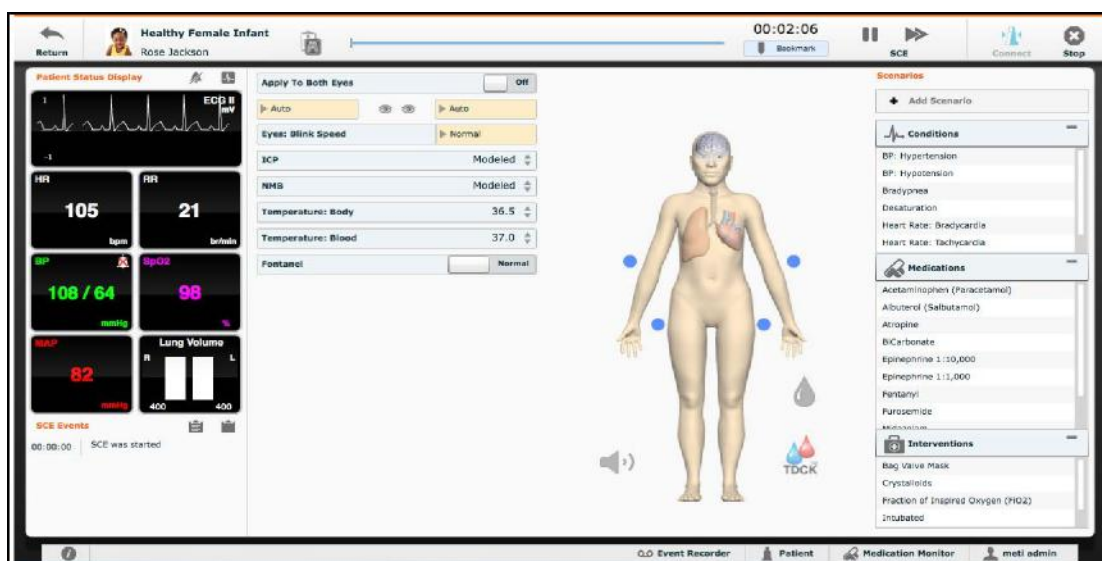 Return
Healthy Female Infant
Rose Jackson
00:02:06
Bookmark
SCE
Connect
Stop
Patient Status Display
1
ECG II
mV
-1
HR
105
bpm
RR
21
br/min
BP
108 / 64
mmHg
SpO2
98
%
MAP
82
mmHg
Lung Volume
R
L
400
400
SCE Events
00:00:00
SCE was started
Apply To Both Eyes
Off
Auto
Auto
Eyes: Blink Speed
Normal
ICP
Modeled
NMB
Modeled
Temperature: Body
36.5
Temperature: Blood
37.0
Fontanel
Normal
TDCK
Scenarios
Add Scenario
Conditions
BP: Hypertension
BP: Hypotension
Bradypnea
Desaturation
Heart Rate: Bradycardia
Heart Rate: Tachycardia
Medications
Acetaminophen (Paracetamol)
Albuterol (Salbutamol)
Atropine
BiCarbonate
Epinephrine 1:10,000
Epinephrine 1:1,000
Fentanyl
Furosemide
Interventions
Bag Valve Mask
Crystalloids
Fraction of Inspired Oxygen (FiO2)
Intubated
Event Recorder
Patient
Medication Monitor
meti admin